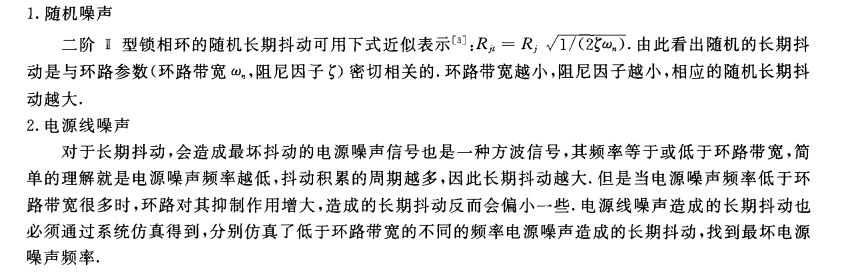 1. 随机噪声
二阶 Ⅱ 型锁相环的随机长期抖动可用下式近似表示[3]:Rⱼₗ = Rⱼ √1/(2ζωₙ). 由此看出随机的长期抖
动是与环路参数(环路带宽 ωₙ,阻尼因子 ζ) 密切相关的. 环路带宽越小,阻尼因子越小,相应的随机长期抖
动越大.
2. 电源线噪声
对于长期抖动,会造成最坏抖动的电源噪声信号也是一种方波信号,其频率等于或低于环路带宽,简
单的理解就是电源噪声频率越低,抖动积累的周期越多,因此长期抖动越大. 但是当电源噪声频率低于环
路带宽很多时,环路对其抑制作用增大,造成的长期抖动反而会偏小一些. 电源线噪声造成的长期抖动也
必须通过系统仿真得到,分别仿真了低于环路带宽的不同的频率电源噪声造成的长期抖动,找到最坏电源
噪声频率.